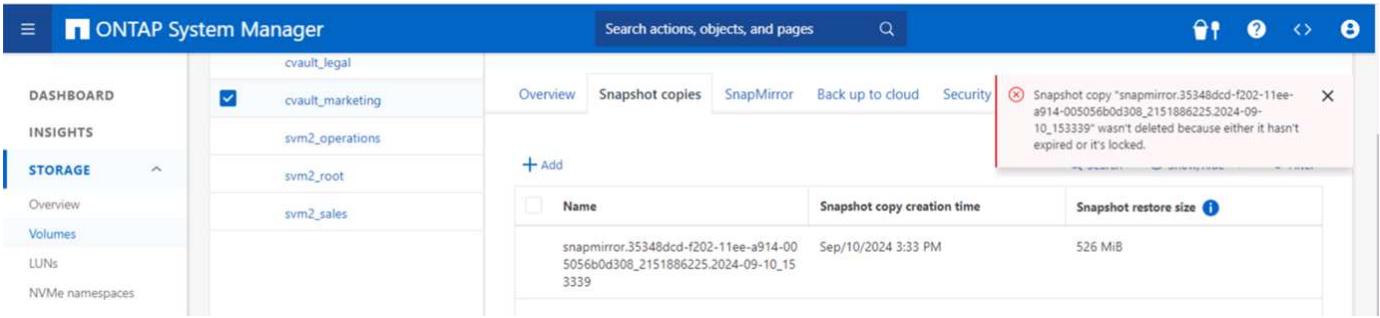 ONTAP System Manager
Search actions, objects, and pages
DASHBOARD
INSIGHTS
STORAGE
Overview
Volumes
LUNs
NVMe namespaces
cvault_legal
cvault_marketing
svm2_operations
svm2_root
svm2_sales
Overview Snapshot copies SnapMirror Back up to cloud Security
Snapshot copy "snapmirror.35348dcd-f202-11ee-
a914-005056b0d308_2151886225.2024-09-
10_153339" wasn't deleted because either it hasn't
expired or it's locked.
Add
Name Snapshot copy creation time Snapshot restore size
snapmirror.35348dcd-f202-11ee-a914-00 Sep/10/2024 3:33 PM 526 MiB
5056b0d308_2151886225.2024-09-10_15
3339